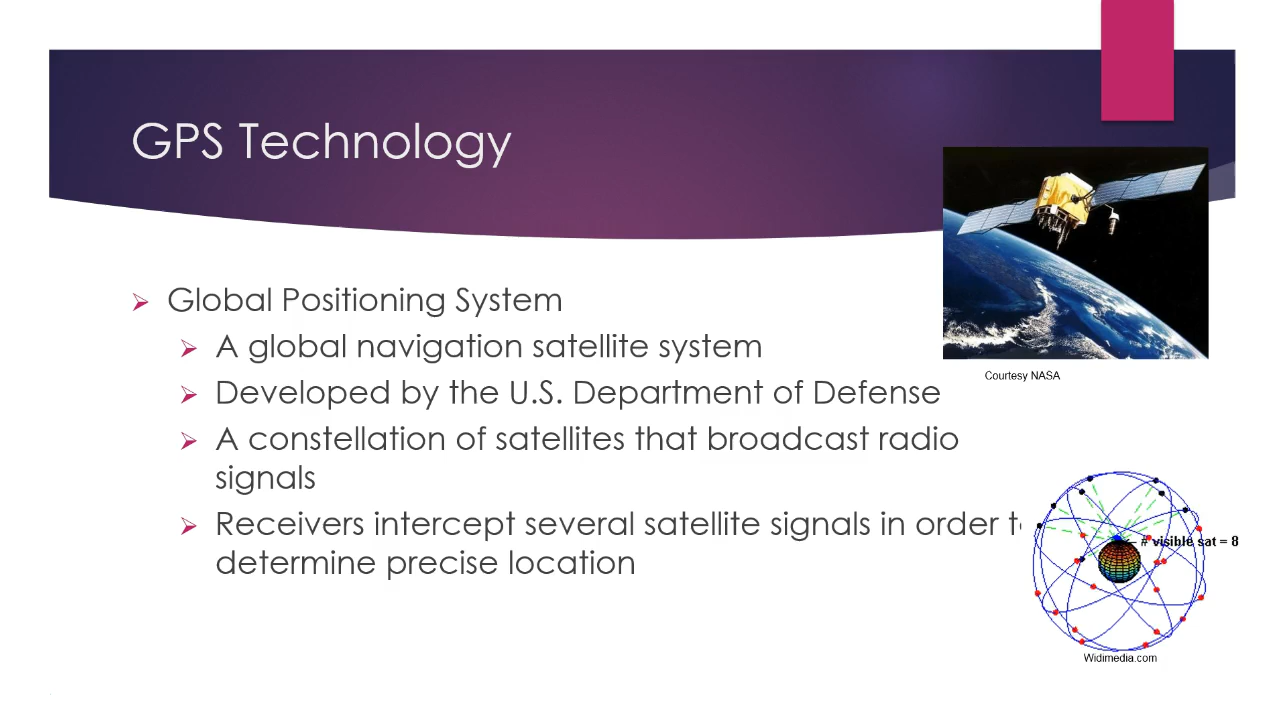 GPS Technology
Global Positioning System
A global navigation satellite system
Developed by the U.S. Department of Defense
Courtesy NASA
A constellation of satellites that broadcast radio
signals
Receivers intercept several satellite signals in order
determine precise location
# visible sat = 8
Widimedia.com